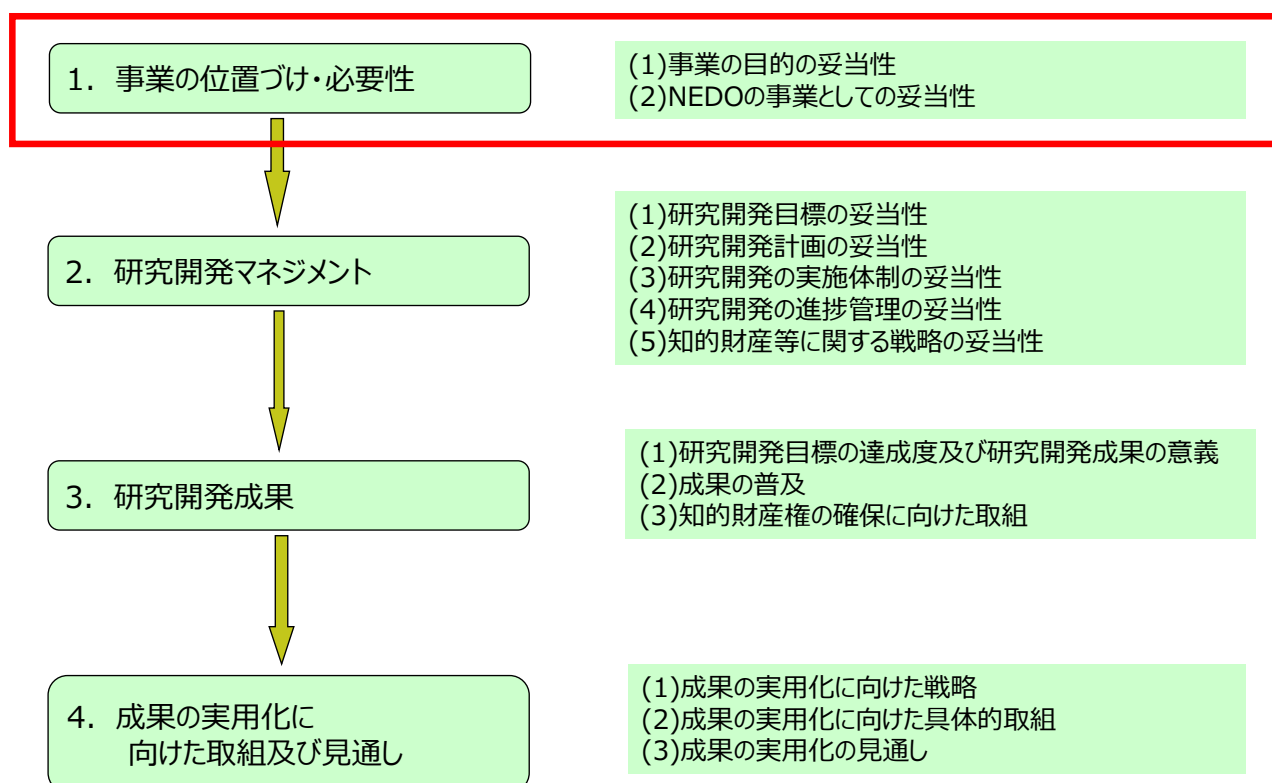 1. 事業の位置づけ・必要性
(1)事業の目的の妥当性
(2)NEDOの事業としての妥当性
2. 研究開発マネジメント
(1)研究開発目標の妥当性
(2)研究開発計画の妥当性
(3)研究開発の実施体制の妥当性
(4)研究開発の進捗管理の妥当性
(5)知的財産等に関する戦略の妥当性
3. 研究開発成果
(1)研究開発目標の達成度及び研究開発成果の意義
(2)成果の普及
(3)知的財産権の確保に向けた取組
4. 成果の実用化に
向けた取組及び見通し
(1)成果の実用化に向けた戦略
(2)成果の実用化に向けた具体的取組
(3)成果の実用化の見通し